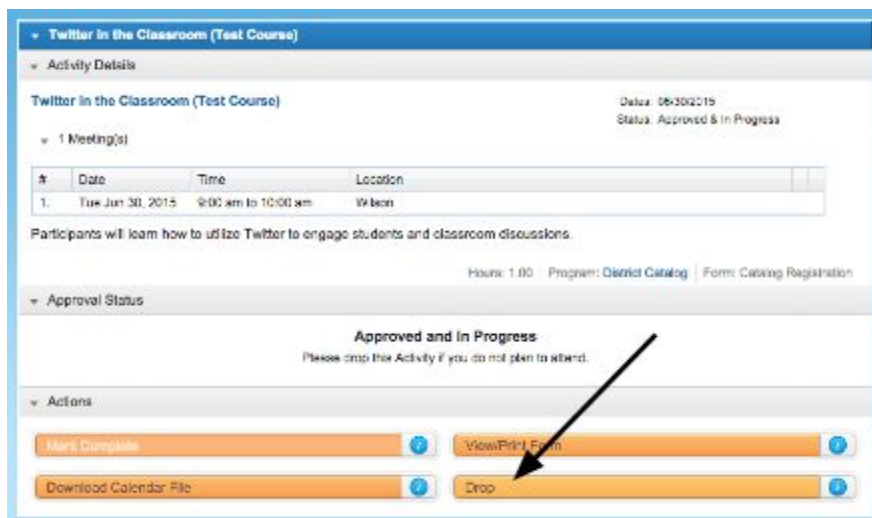 Twitter in the Classroom (Test Course)
Activity Details
Twitter in the Classroom (Test Course)
Dates: 06/30/2015
Status: Approved & In Progress
1 Meeting(s)
# Date Time Location
1. Tue Jun 30, 2015 9:00 am to 10:00 am Wilson
Participants will learn how to utilize Twitter to engage students and classroom discussions.
Hours: 1.00 Program: District Catalog Form: Catalog Registration
Approval Status
Approved and In Progress
Please drop this Activity if you do not plan to attend.
Actions
Mark Complete View/Print Form
Download Calendar File Drop